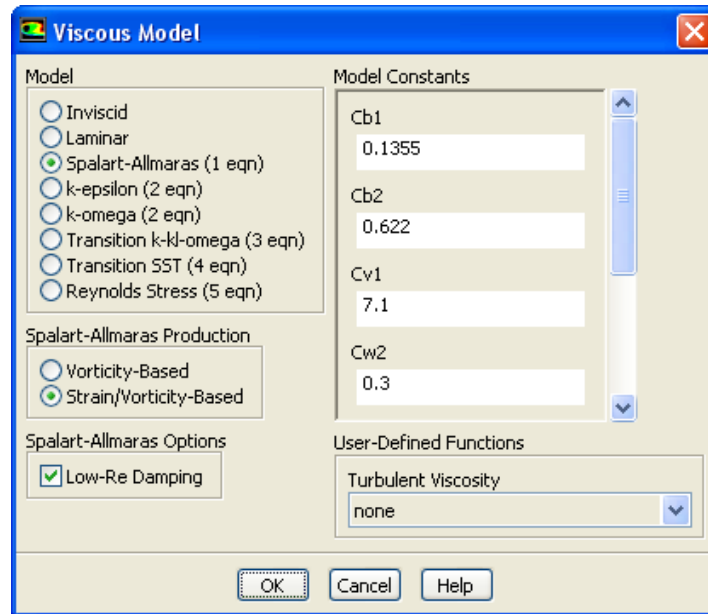 Viscous Model
Model
Inviscid
Laminar
Spalart-Allmaras (1 eqn)
k-epsilon (2 eqn)
k-omega (2 eqn)
Transition k-kl-omega (3 eqn)
Transition SST (4 eqn)
Reynolds Stress (5 eqn)
Spalart-Allmaras Production
Vorticity-Based
Strain/Vorticity-Based
Spalart-Allmaras Options
Low-Re Damping
Model Constants
Cb1
0.1355
Cb2
0.622
Cv1
7.1
Cw2
0.3
User-Defined Functions
Turbulent Viscosity
none
OK Cancel Help